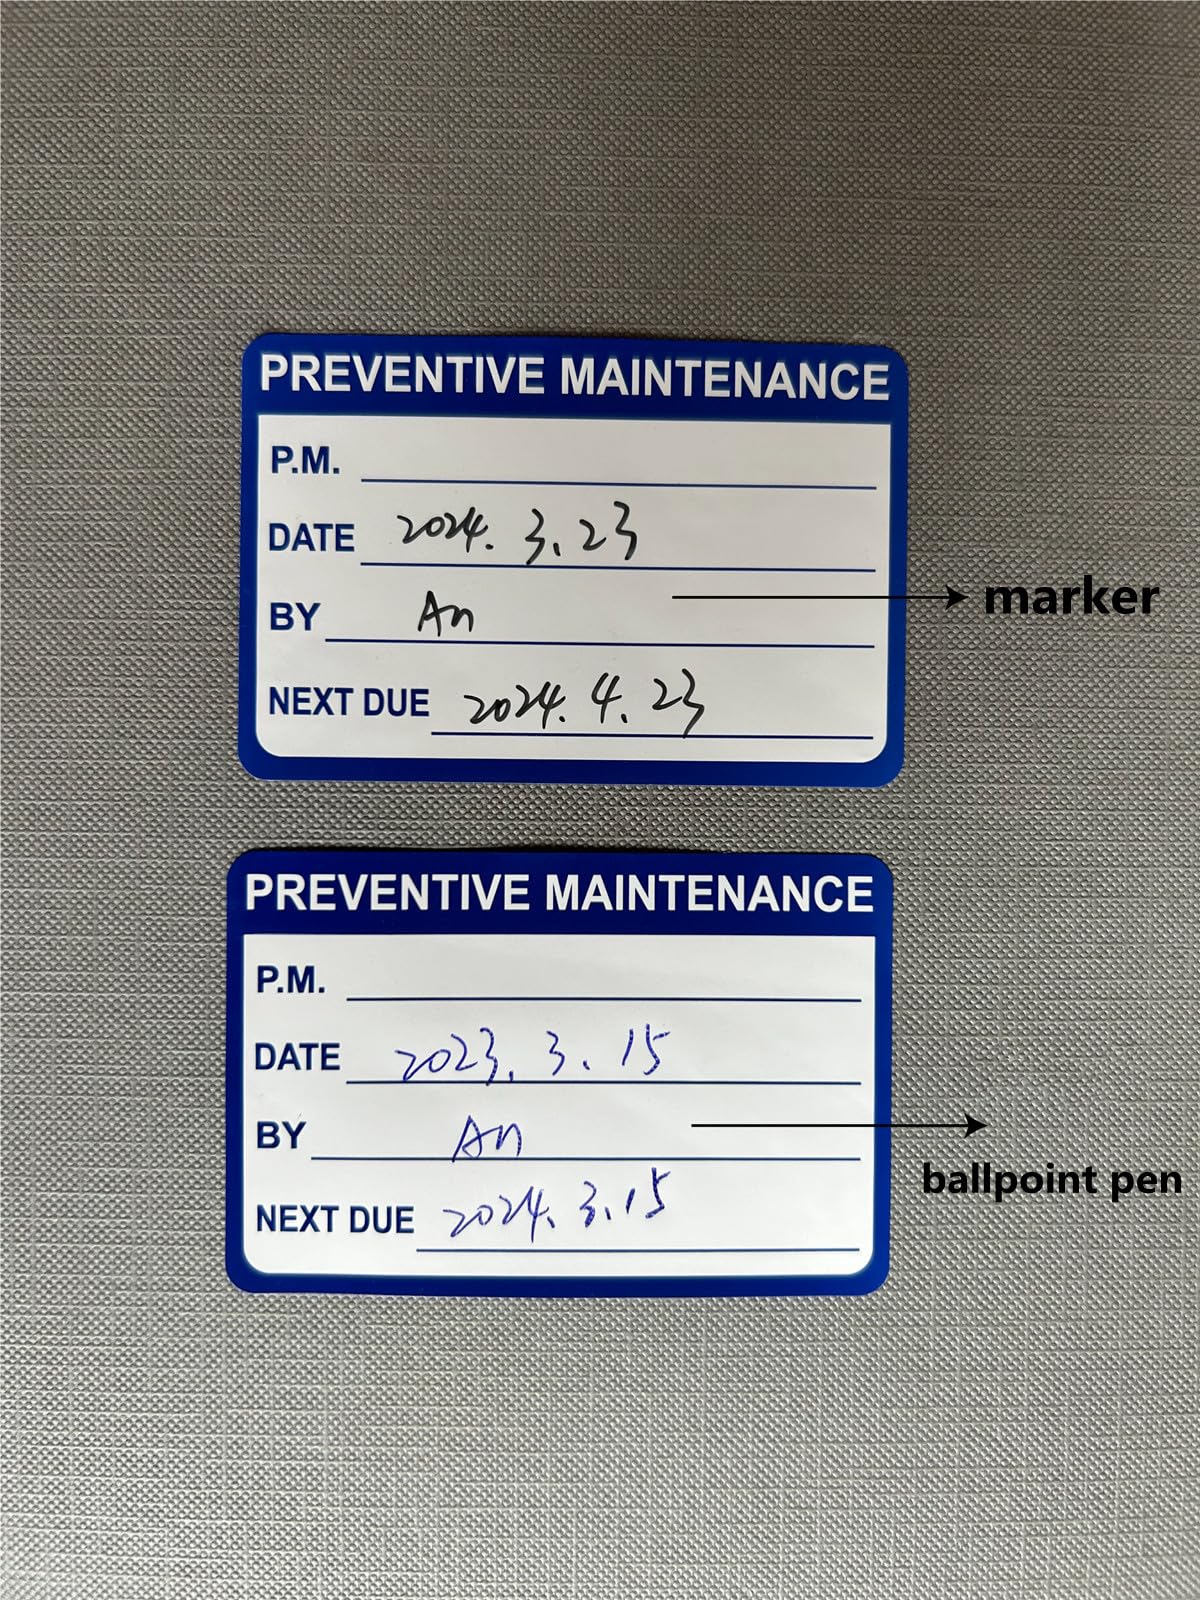 PREVENTIVE MAINTENANCE
P.M.
DATE 2024. 3. 23
BY An
marker
NEXT DUE 2024. 4. 23
PREVENTIVE MAINTENANCE
P.M.
DATE 2023. 3. 15
BY An
ballpoint pen
NEXT DUE 2024. 3. 15